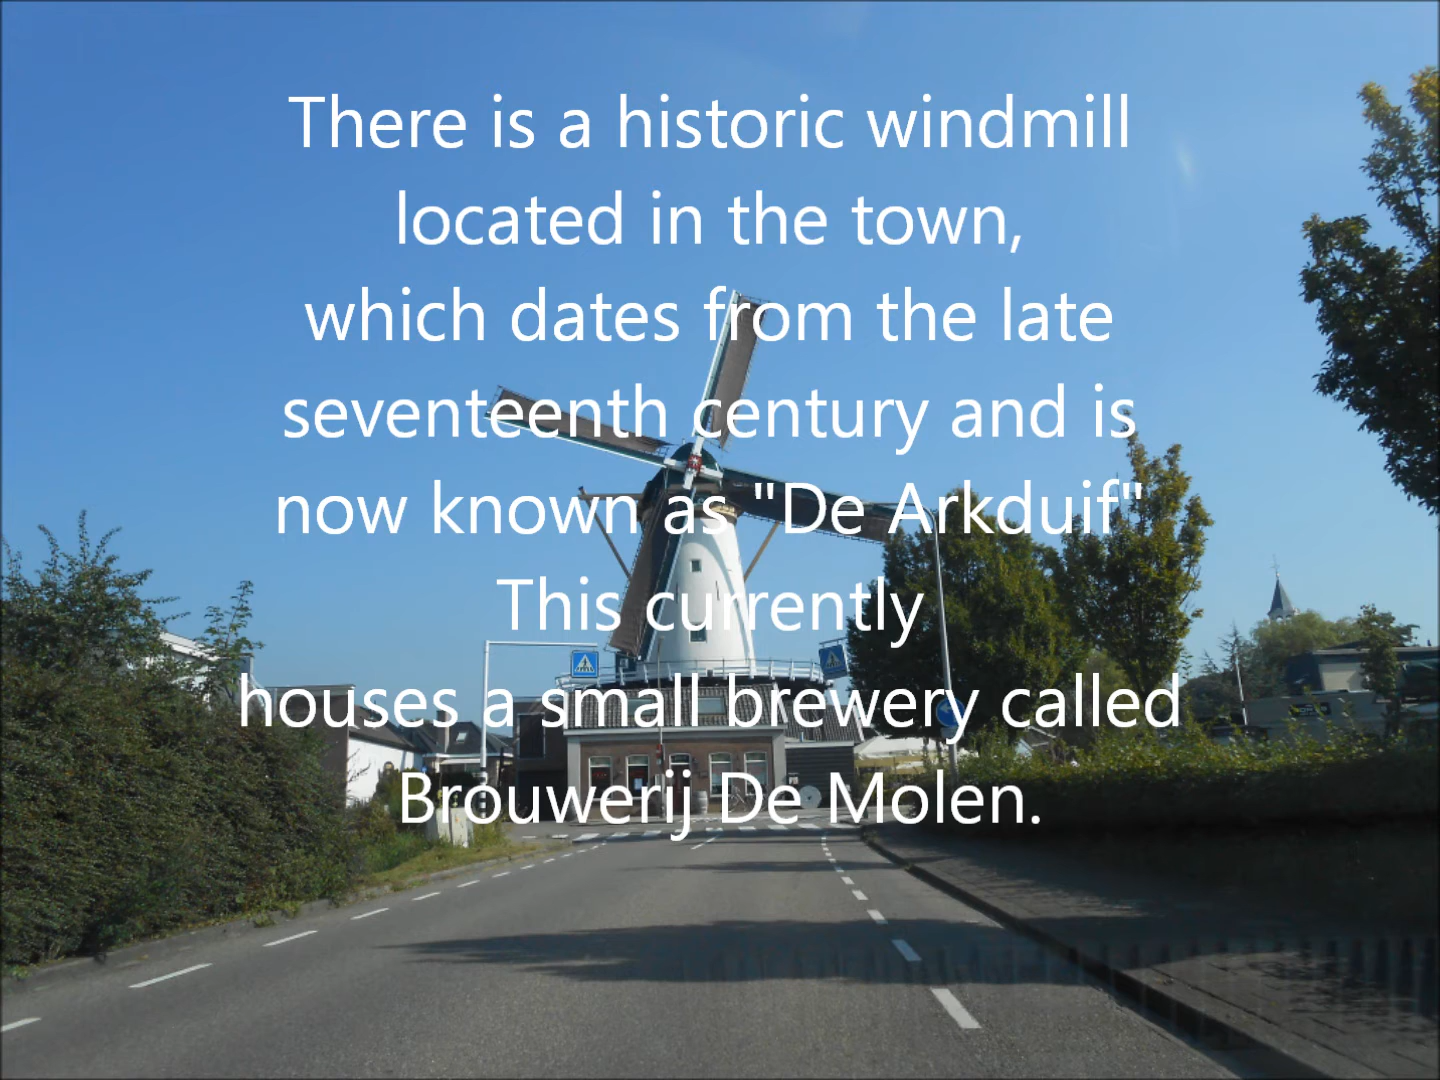 There is a historic windmill
located in the town,
which dates from the late
seventeenth century and is
now known as "De Arkduif"
This currently
houses a small brewery called
Brouwerij De Molen.